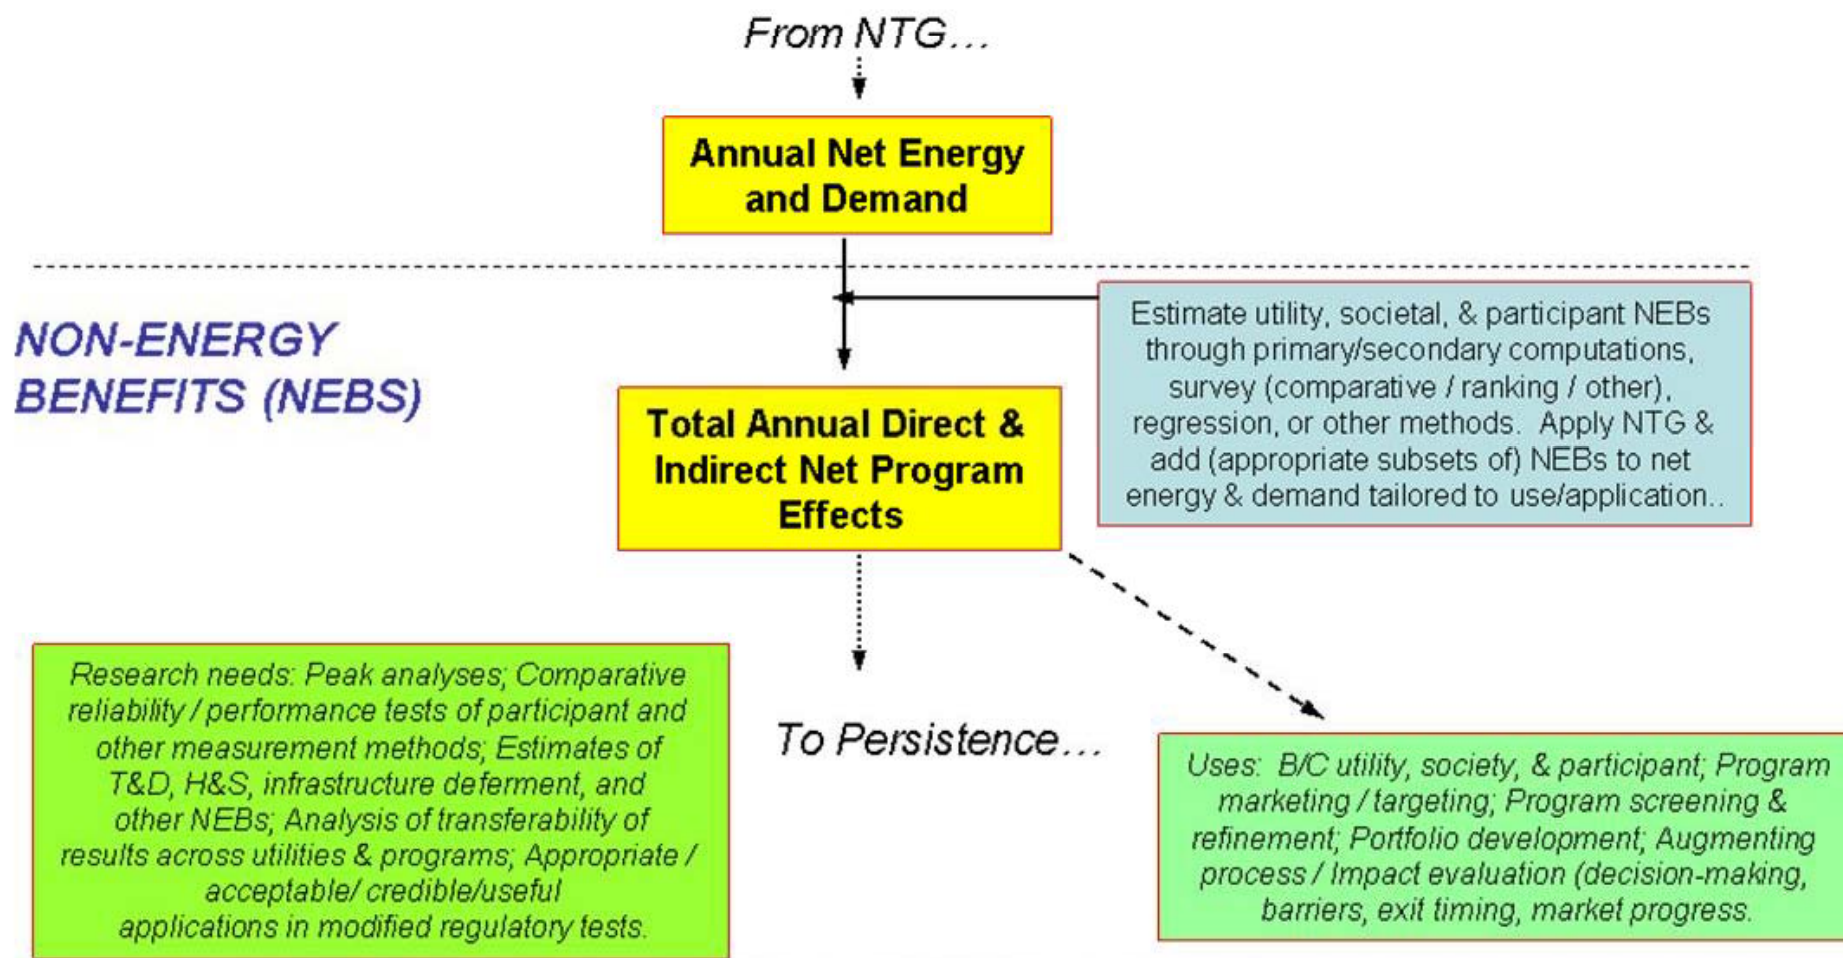 From NTG...
Annual Net Energy
and Demand
NON-ENERGY
BENEFITS (NEBS)
Estimate utility, societal, & participant NEBs
through primary/secondary computations,
survey (comparative / ranking / other),
regression, or other methods.  Apply NTG &
add (appropriate subsets of) NEBs to net
energy & demand tailored to use/application..
Total Annual Direct &
Indirect Net Program
Effects
Research needs: Peak analyses; Comparative
reliability / performance tests of participant and
other measurement methods; Estimates of
T&D, H&S, infrastructure deferment, and
other NEBs; Analysis of transferability of
results across utilities & programs; Appropriate /
acceptable/ credible/useful
applications in modified regulatory tests.
To Persistence...
Uses:  B/C utility, society, & participant; Program
marketing / targeting; Program screening &
refinement; Portfolio development; Augmenting
process / Impact evaluation (decision-making,
barriers, exit timing, market progress.